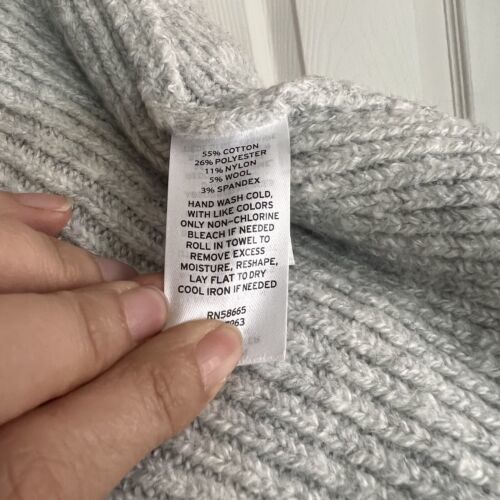 55% COTTON
26% POLYESTER
11% NYLON
5% WOOL
3% SPANDEX
HAND WASH COLD,
WITH LIKE COLORS
ONLY NON-CHLORINE
BLEACH IF NEEDED
ROLL IN TOWEL TO
REMOVE EXCESS
MOISTURE, RESHAPE,
LAY FLAT TO DRY
COOL IRON IF NEEDED
RN58665